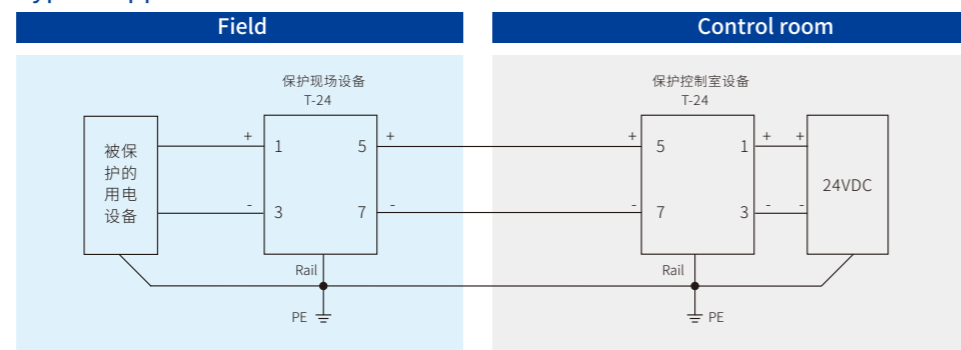 Field
Control room
保护现场设备
T-24
保护控制室设备
T-24
被保
护的
用电
设备
+
1
5
+
-
3
7
-
+
5
1
+
+
-
7
3
-
-
24VDC
Rail
Rail
PE
PE